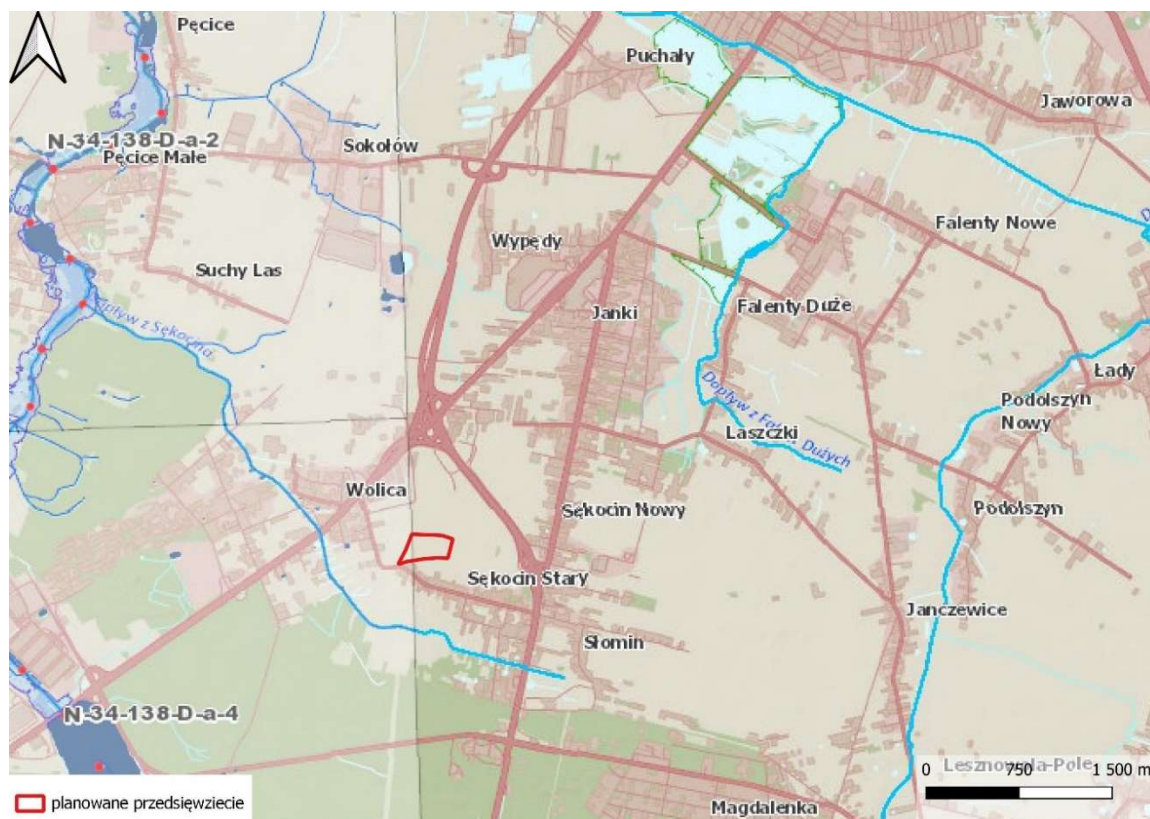 Pęcice
Puchały
Jaworowa
N-34-138-D-a-2
Pęcice Małe
Sokołów
Falenty Nowe
Wypędy
Suchy Las
Janki
Falenty Duże
Dopływ z Sękocina
Łady
Podolszyn
Nowy
Dopływ z Falent Dużych
Laszczki
Wolica
Sękocin Nowy
Podolszyn
Sękocin Stary
Janczewice
Słomin
N-34-138-D-a-4
Lesznowola-Pole
0 750 1 500 m
planowane przedsięwziecie
Magdalenka